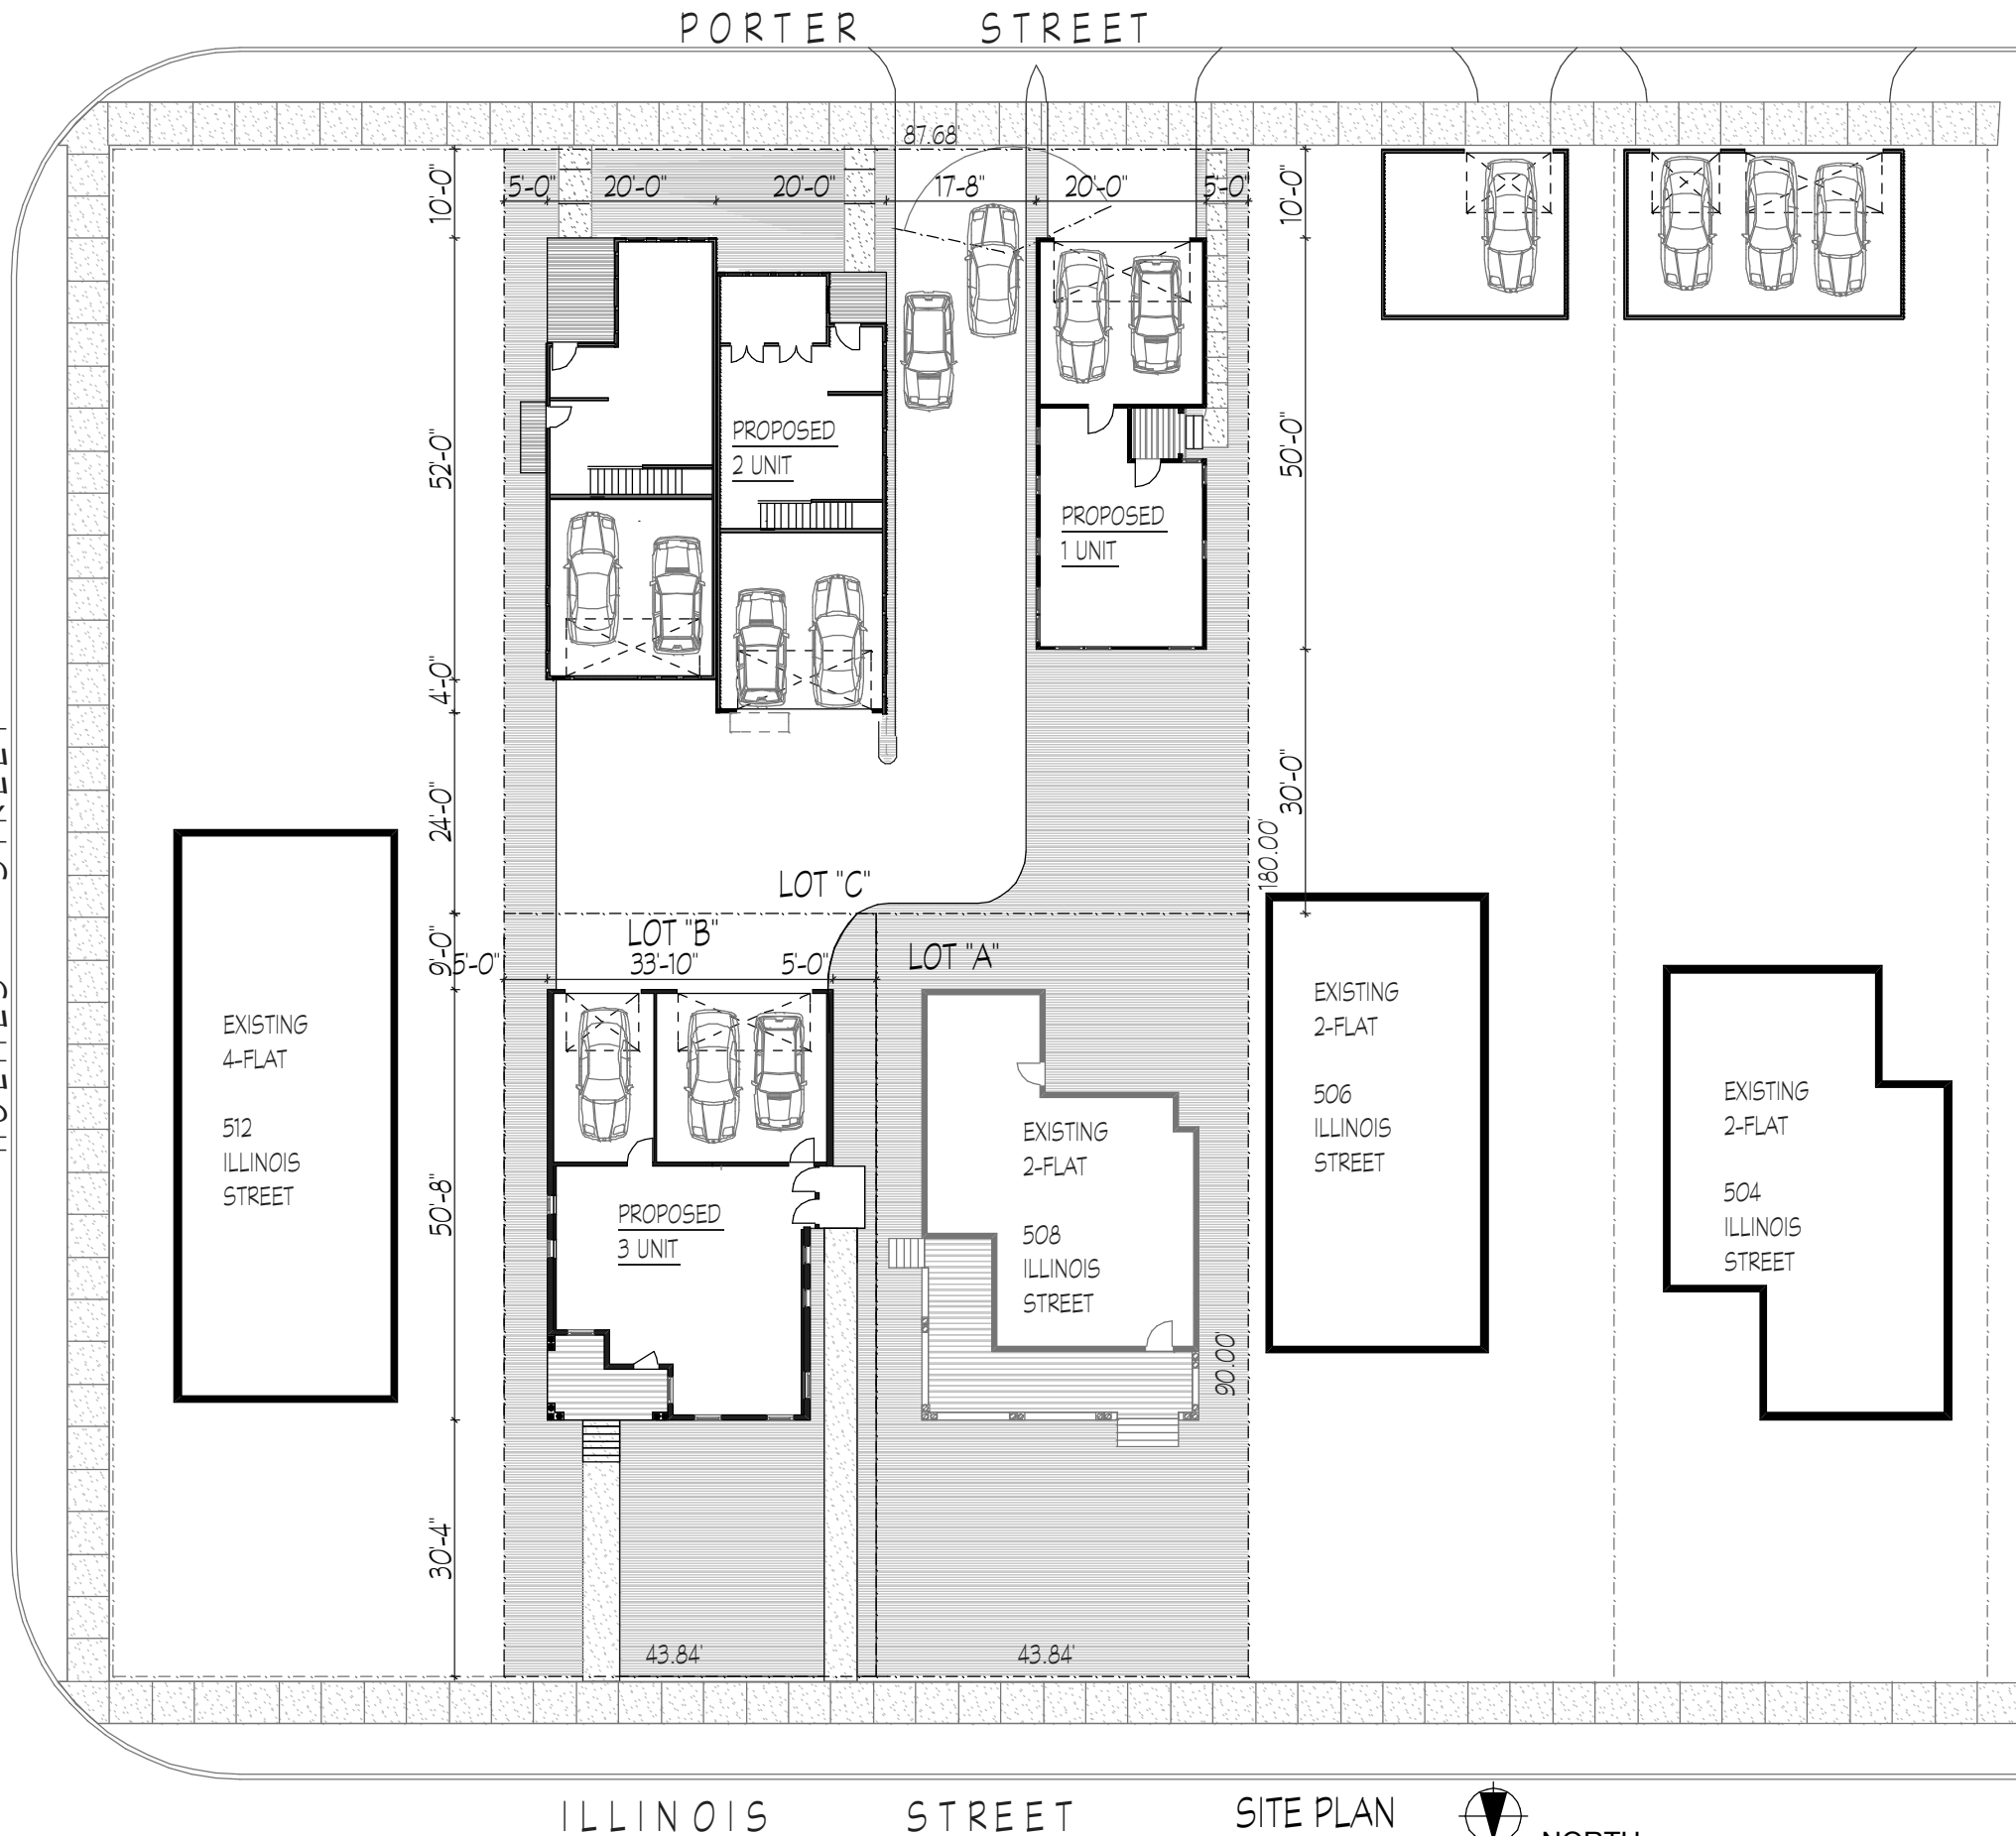 PORTER STREET
87.68'
5'-0" 20'-0" 20'-0" 17-8" 20'-0" 5'-0"
10'-0"
10'-0"
52'-0"
50'-0"
PROPOSED
2 UNIT
PROPOSED
1 UNIT
4'-0"
24'-0"
30'-0"
180.00'
LOT "C"
LOT "B"
LOT "A"
9'-0"
5'-0" 33'-10" 5'-0"
EXISTING
4-FLAT
512
ILLINOIS
STREET
EXISTING
2-FLAT
506
ILLINOIS
STREET
EXISTING
2-FLAT
504
ILLINOIS
STREET
EXISTING
2-FLAT
508
ILLINOIS
STREET
PROPOSED
3 UNIT
50'-8"
90.00'
30'-4"
43.84'
43.84'
ILLINOIS STREET
SITE PLAN
NORTH